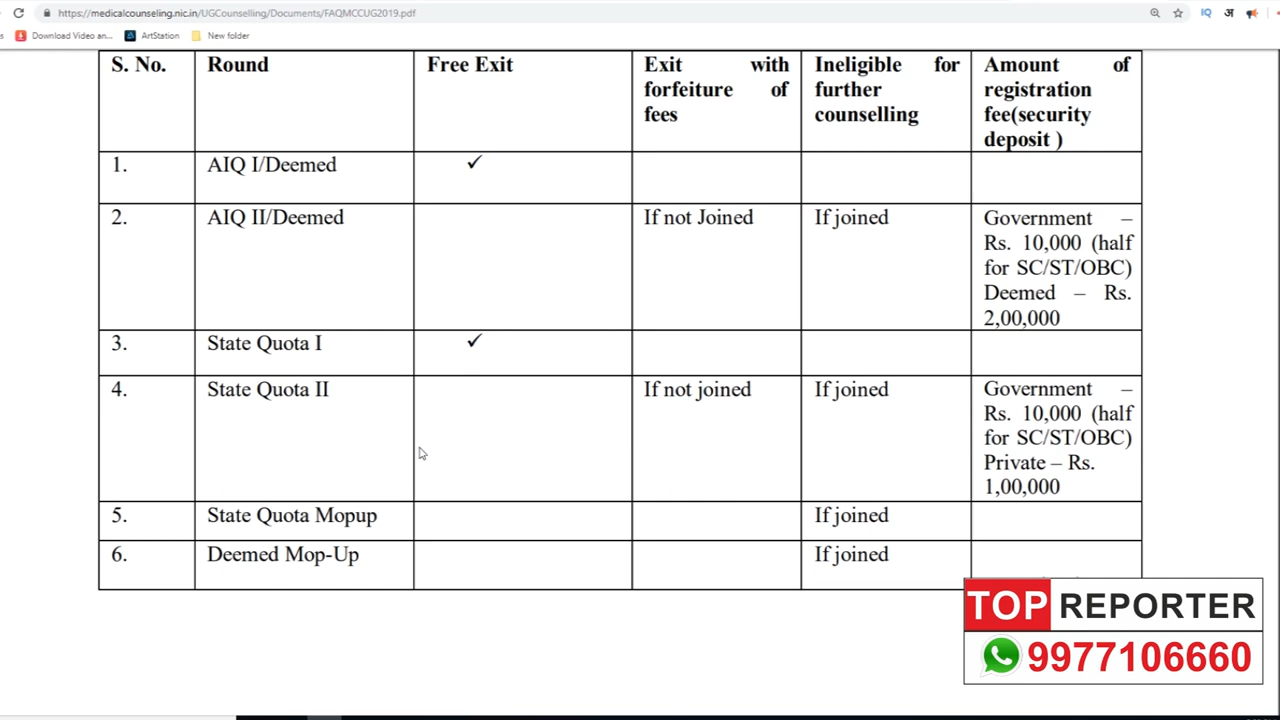 https://medicalcounseling.nic.in/UGCounselling/Documents/FAQMCCUG2019.pdf
Download Video an... ArtStation New folder
S. No. Round Free Exit Exit with forfeiture of fees Ineligible for further counselling Amount of registration fee(security deposit )
1. AIQ I/Deemed ✓
2. AIQ II/Deemed If not Joined If joined Government – Rs. 10,000 (half for SC/ST/OBC) Deemed – Rs. 2,00,000
3. State Quota I ✓
4. State Quota II If not joined If joined Government – Rs. 10,000 (half for SC/ST/OBC) Private – Rs. 1,00,000
5. State Quota Mopup If joined
6. Deemed Mop-Up If joined
TOP REPORTER
9977106660